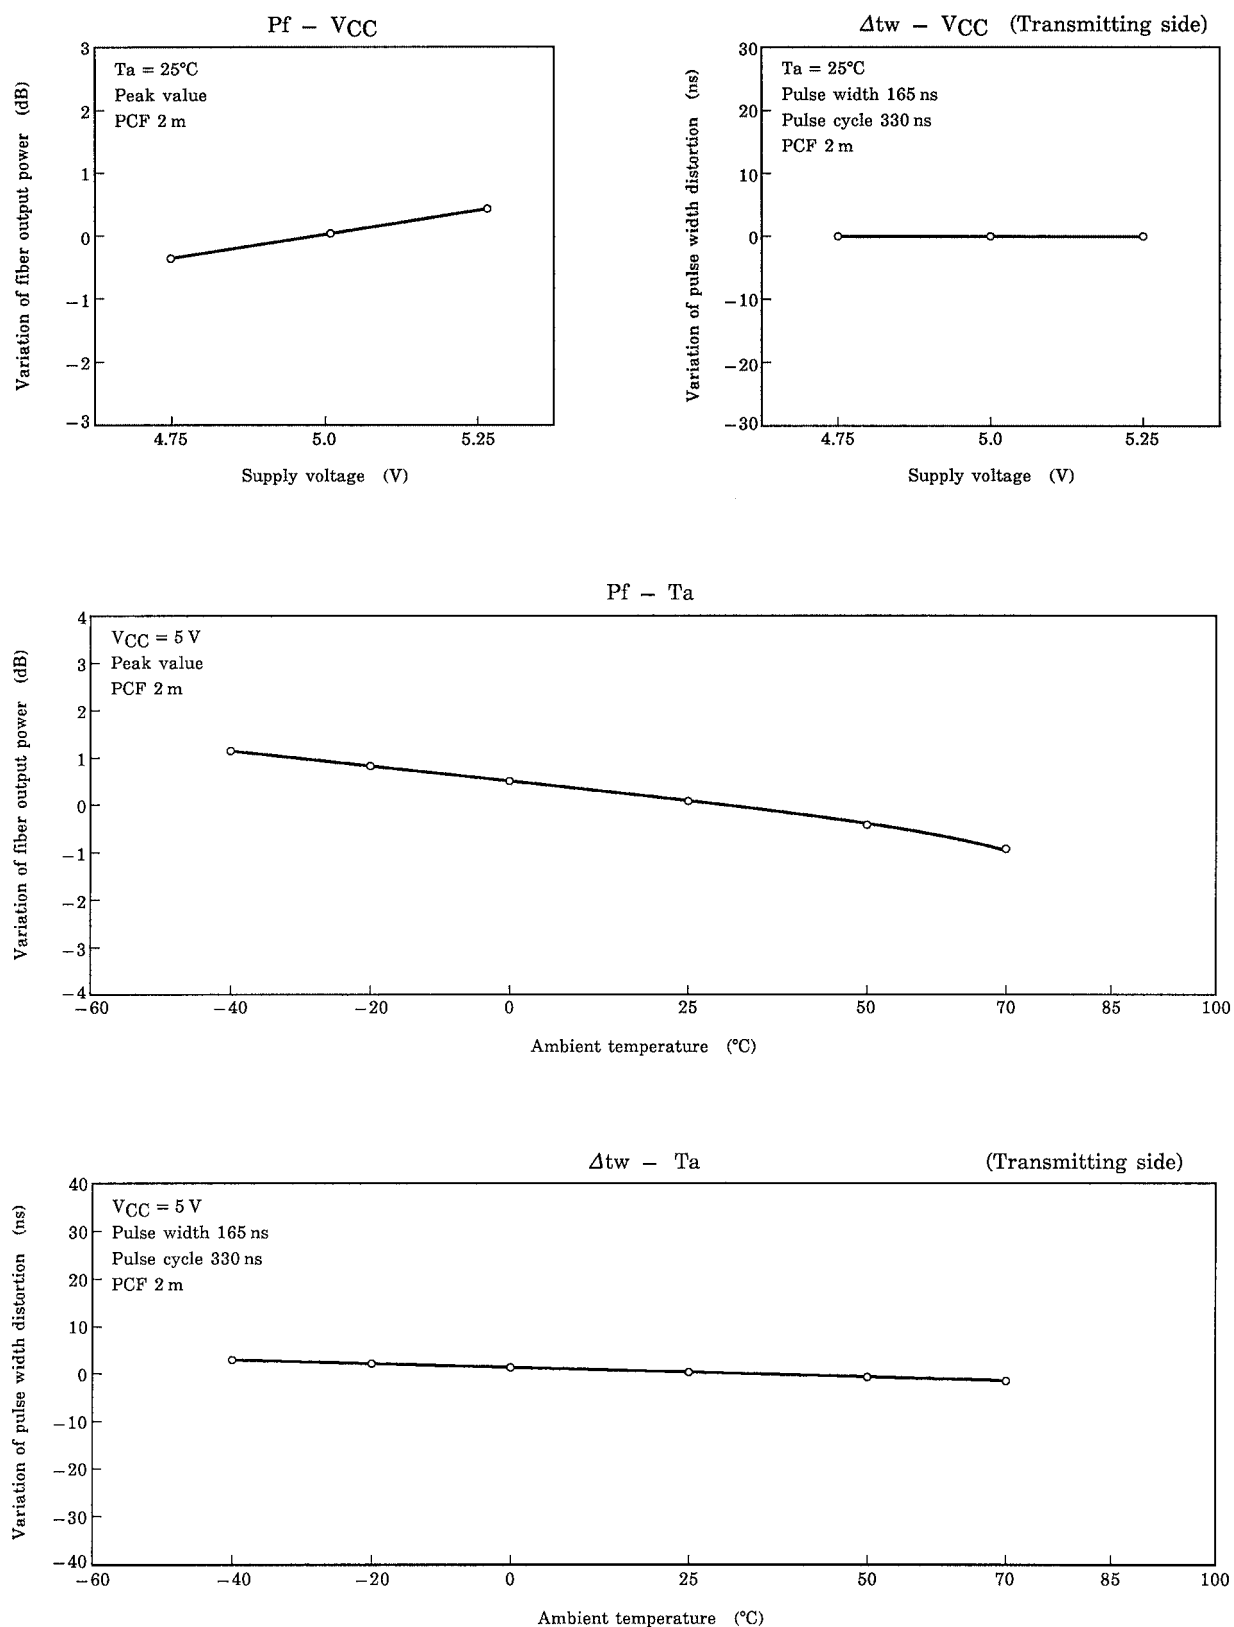 Pf – VCC
Variation of fiber output power (dB)
3
2
1
0
−1
−2
−3
Ta = 25°C
Peak value
PCF 2 m
4.75 5.0 5.25
Supply voltage (V)
Δtw – VCC (Transmitting side)
Variation of pulse width distortion (ns)
30
20
10
0
−10
−20
−30
Ta = 25°C
Pulse width 165 ns
Pulse cycle 330 ns
PCF 2 m
4.75 5.0 5.25
Supply voltage (V)
Pf – Ta
Variation of fiber output power (dB)
4
3
2
1
0
−1
−2
−3
−4
VCC = 5 V
Peak value
PCF 2 m
−60 −40 −20 0 25 50 70 85 100
Ambient temperature (°C)
Δtw – Ta (Transmitting side)
Variation of pulse width distortion (ns)
40
30
20
10
0
−10
−20
−30
−40
VCC = 5 V
Pulse width 165 ns
Pulse cycle 330 ns
PCF 2 m
−60 −40 −20 0 25 50 70 85 100
Ambient temperature (°C)